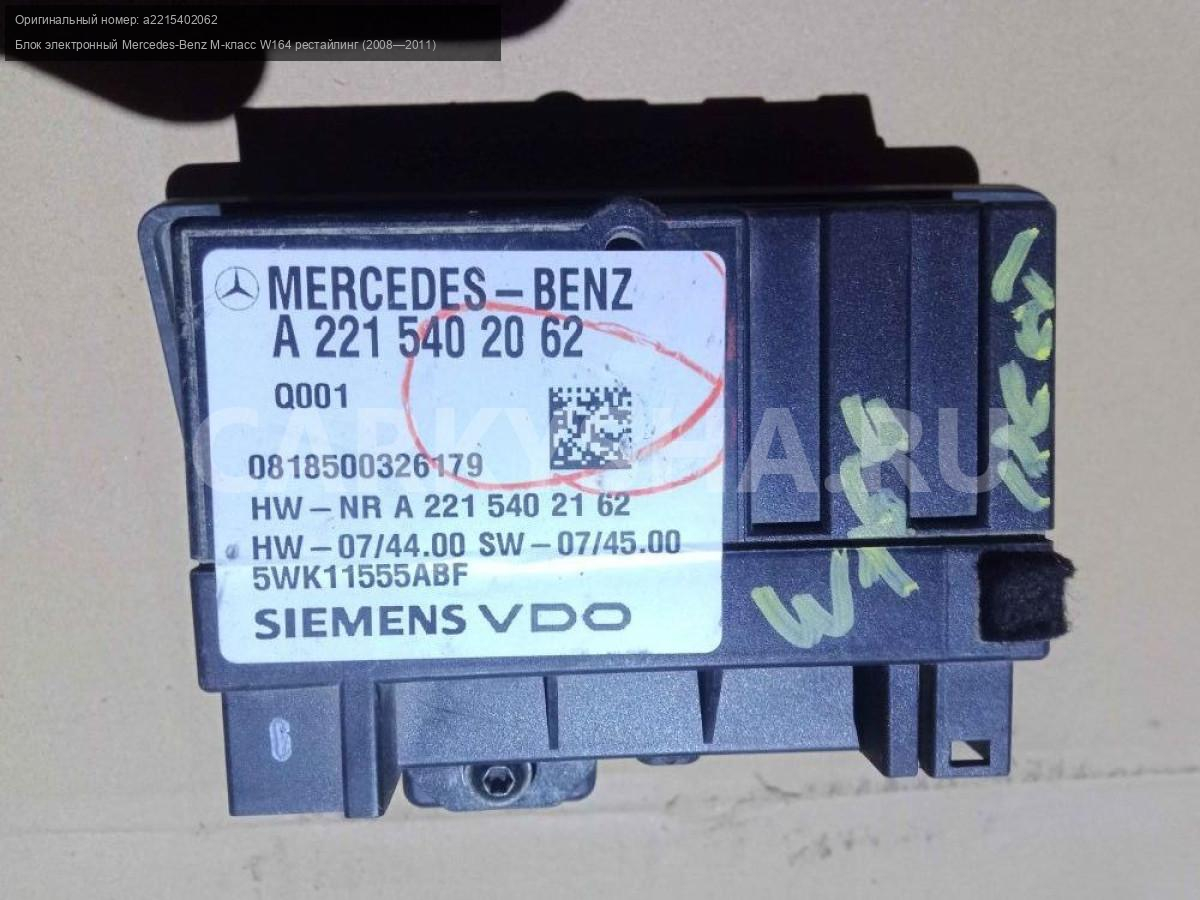 Оригинальный номер: a2215402062
Блок электронный Mercedes-Benz M-класс W164 рестайлинг (2008—2011)
MERCEDES – BENZ
A 221 540 20 62
Q001
0818500326179
HW – NR A 221 540 21 62
HW – 07/44.00 SW – 07/45.00
5WK11555ABF
SIEMENS VDO
CARKYXHA.RU